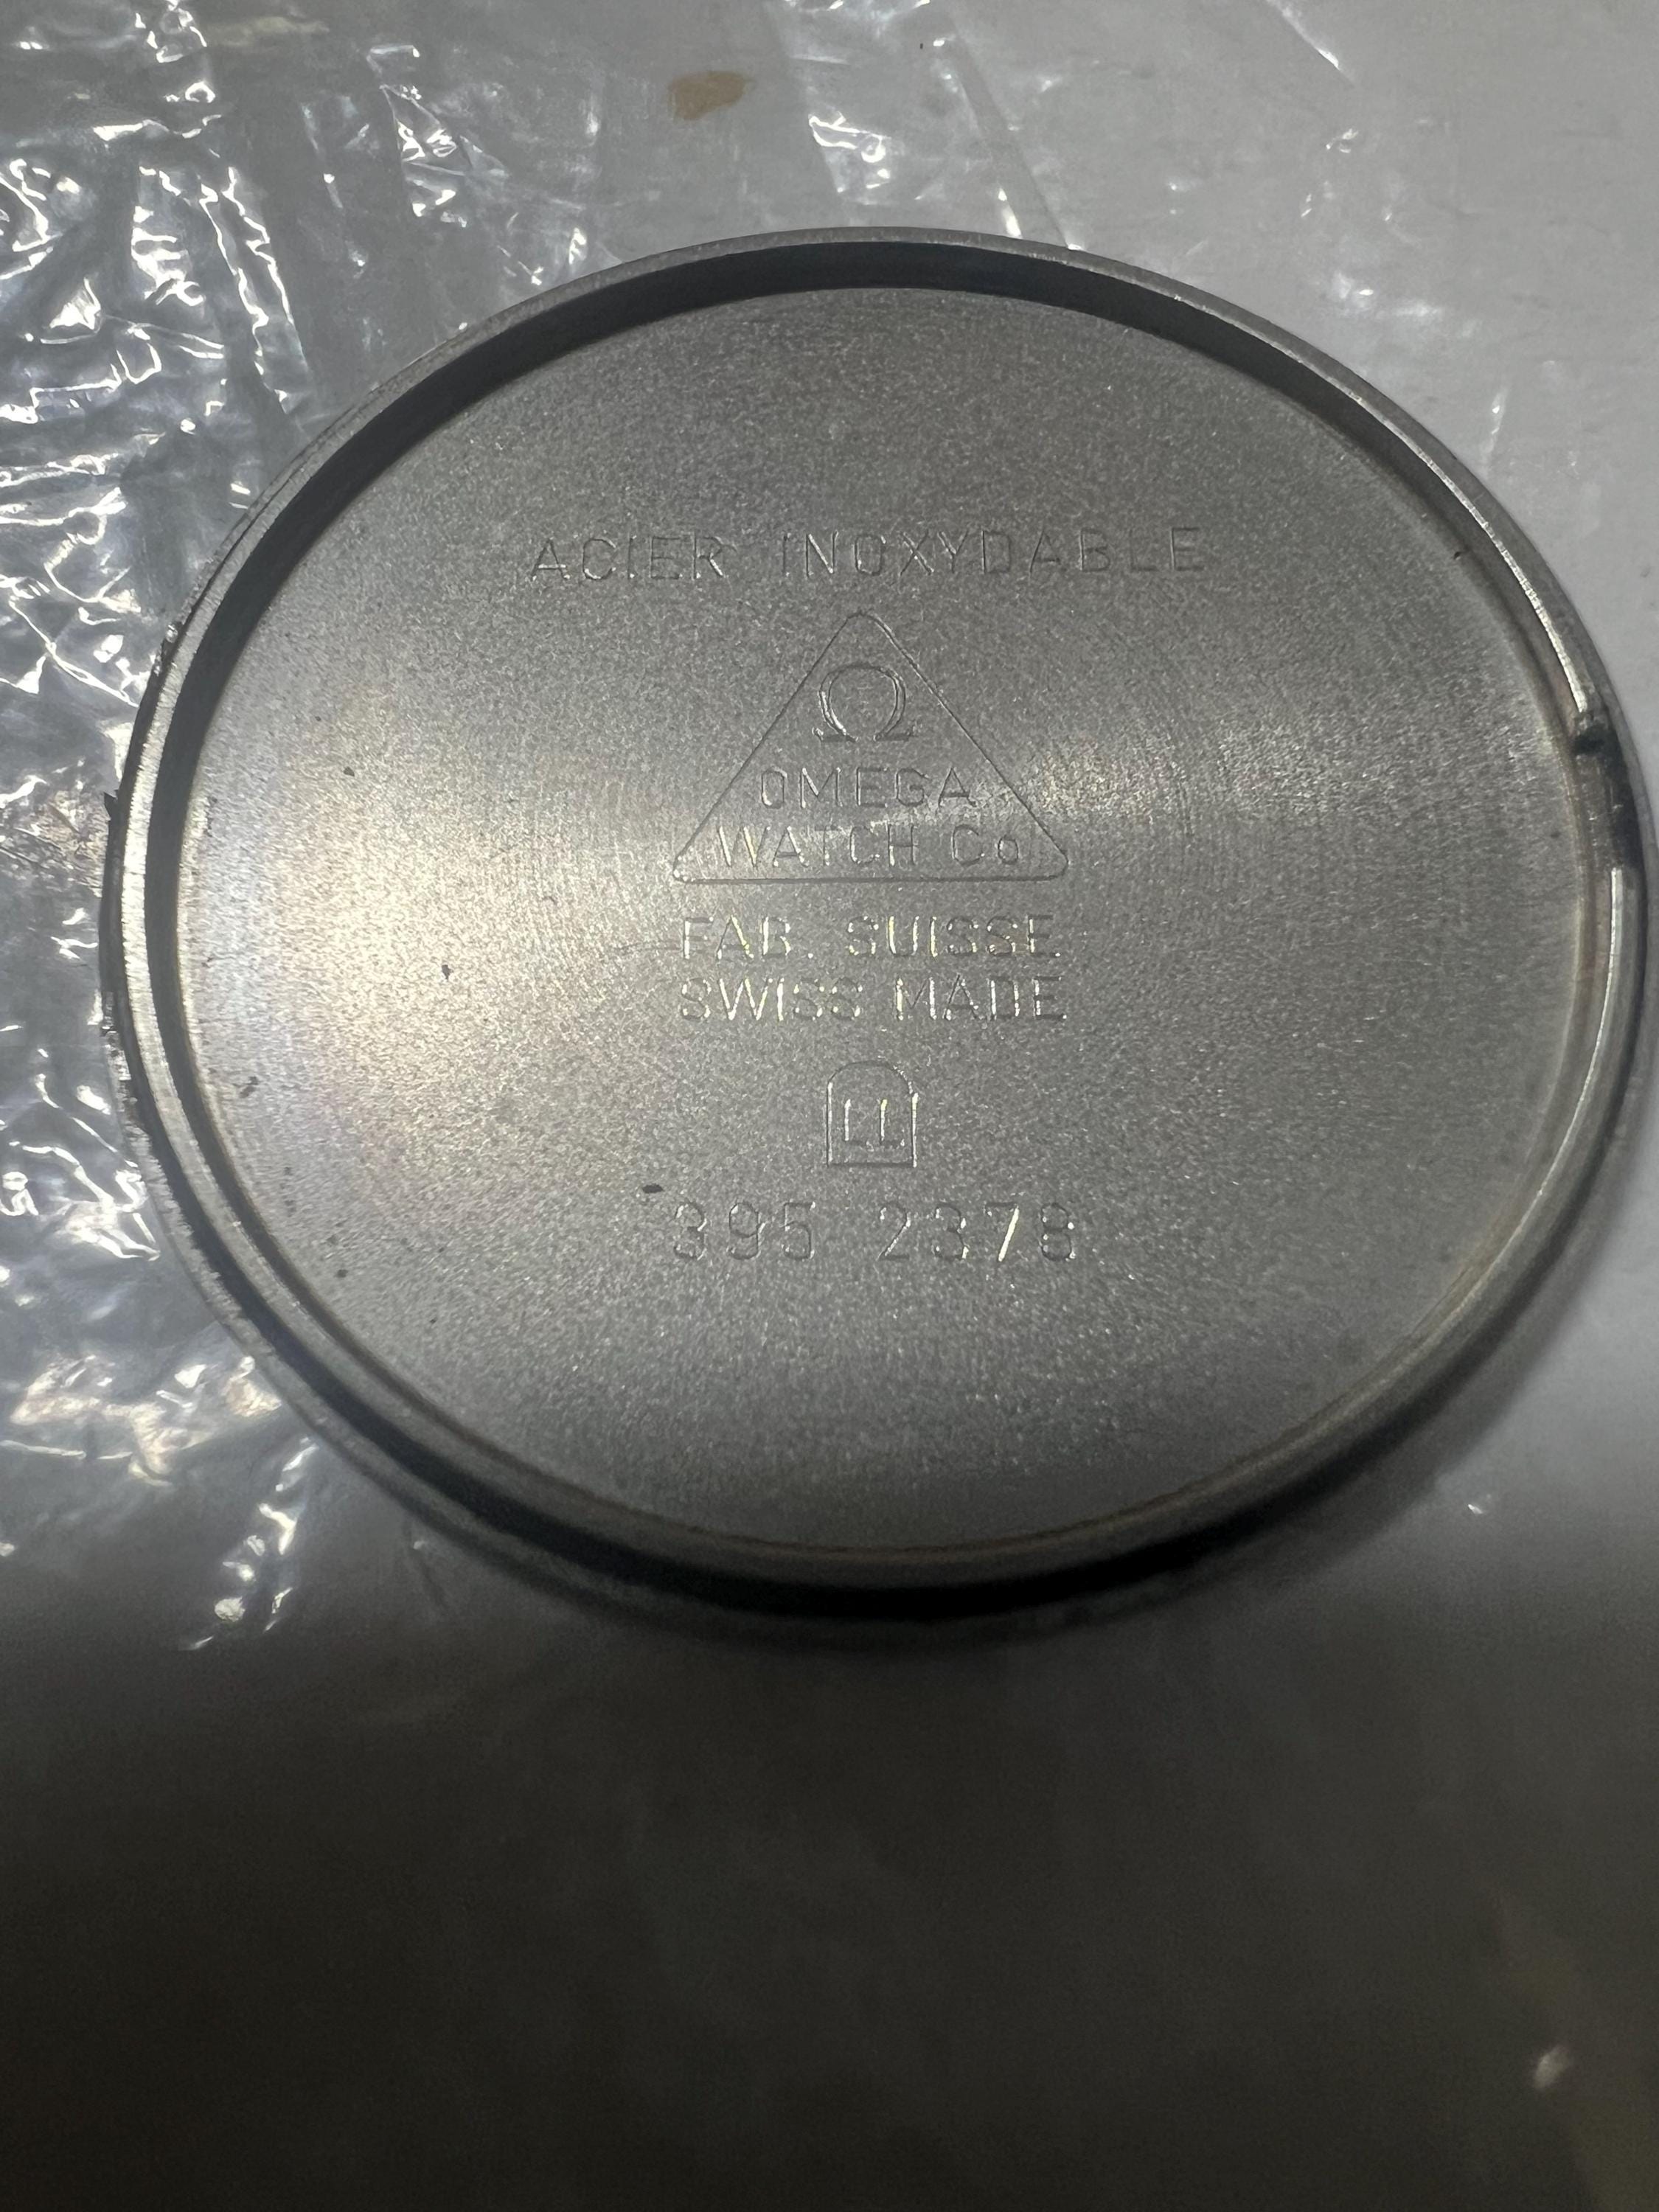 ACIER INOXYDABLE
Ω
OMEGA
WATCH Co
FAB. SUISSE
SWISS MADE
395 2378